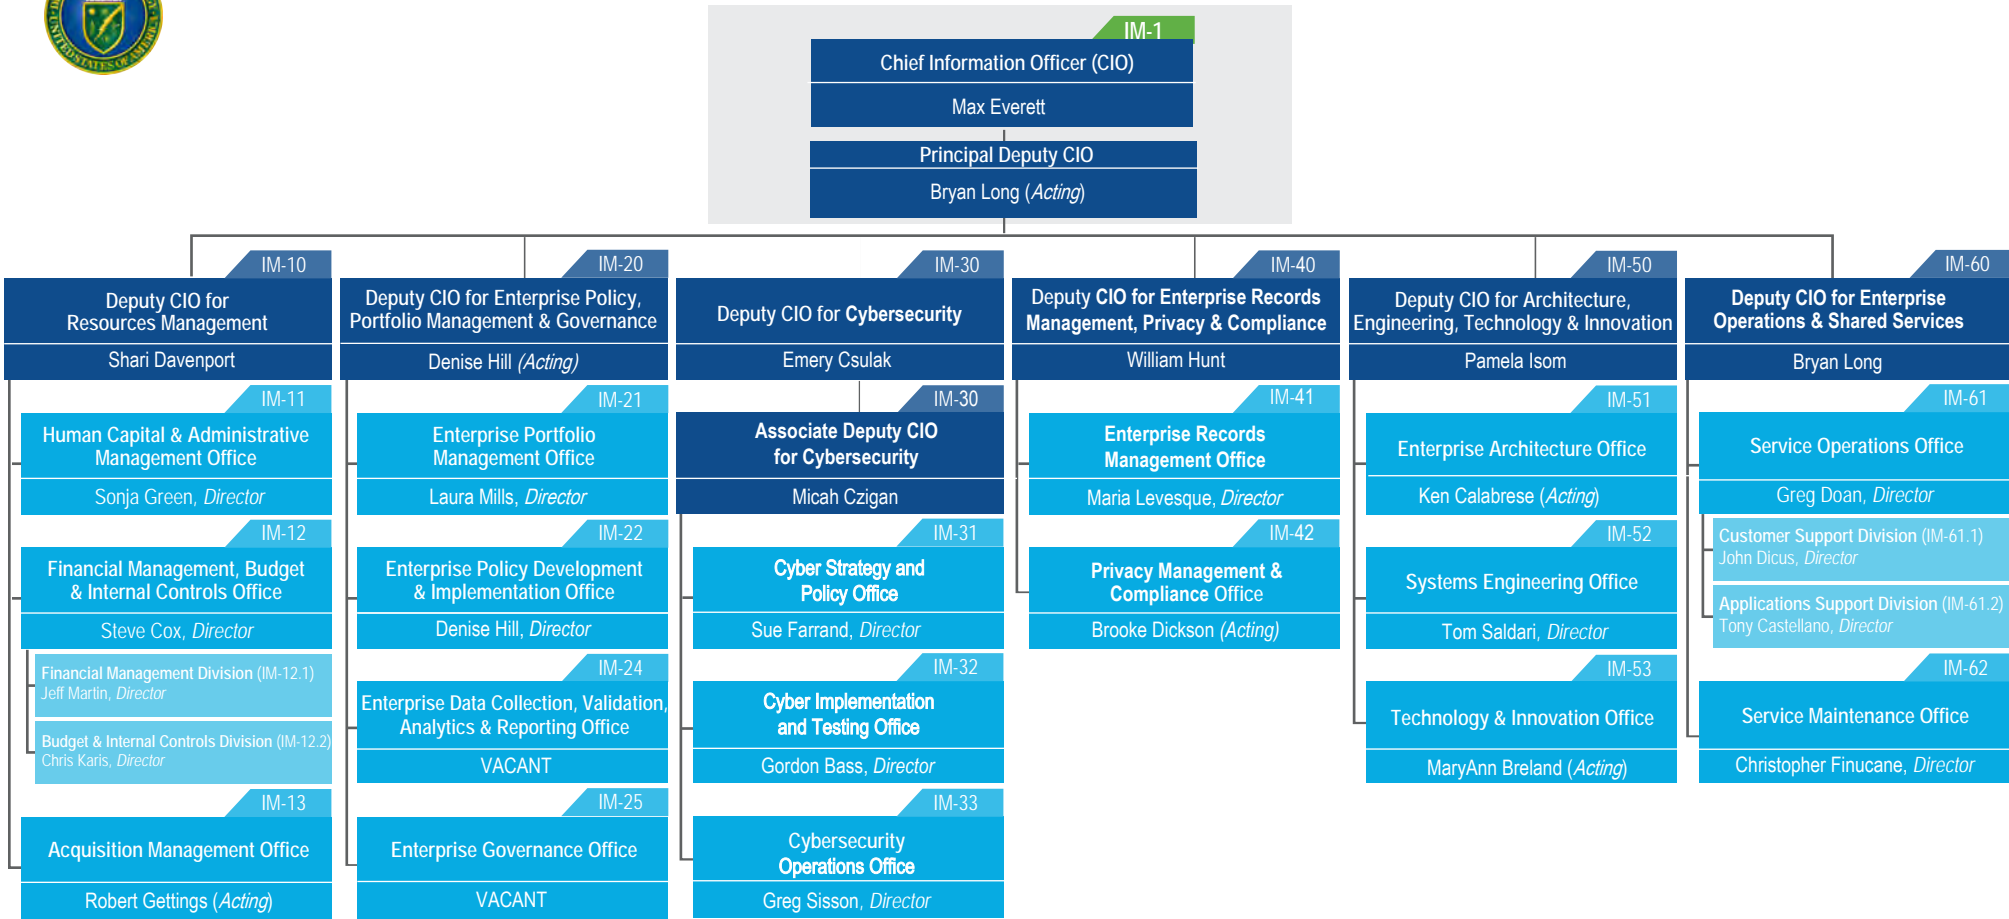 UNITED STATES OF AMERICA
IM-1
Chief Information Officer (CIO)
Max Everett
Principal Deputy CIO
Bryan Long (Acting)
IM-10
Deputy CIO for
Resources Management
Shari Davenport
IM-11
Human Capital & Administrative
Management Office
Sonja Green, Director
IM-12
Financial Management, Budget
& Internal Controls Office
Steve Cox, Director
Financial Management Division (IM-12.1)
Jeff Martin, Director
Budget & Internal Controls Division (IM-12.2)
Chris Karis, Director
IM-13
Acquisition Management Office
Robert Gettings (Acting)
IM-20
Deputy CIO for Enterprise Policy,
Portfolio Management & Governance
Denise Hill (Acting)
IM-21
Enterprise Portfolio
Management Office
Laura Mills, Director
IM-22
Enterprise Policy Development
& Implementation Office
Denise Hill, Director
IM-24
Enterprise Data Collection, Validation,
Analytics & Reporting Office
VACANT
IM-25
Enterprise Governance Office
VACANT
IM-30
Deputy CIO for Cybersecurity
Emery Csulak
IM-30
Associate Deputy CIO
for Cybersecurity
Micah Czigan
IM-31
Cyber Strategy and
Policy Office
Sue Farrand, Director
IM-32
Cyber Implementation
and Testing Office
Gordon Bass, Director
IM-33
Cybersecurity
Operations Office
Greg Sisson, Director
IM-40
Deputy CIO for Enterprise Records
Management, Privacy & Compliance
William Hunt
IM-41
Enterprise Records
Management Office
Maria Levesque, Director
IM-42
Privacy Management &
Compliance Office
Brooke Dickson (Acting)
IM-50
Deputy CIO for Architecture,
Engineering, Technology & Innovation
Pamela Isom
IM-51
Enterprise Architecture Office
Ken Calabrese (Acting)
IM-52
Systems Engineering Office
Tom Saldari, Director
IM-53
Technology & Innovation Office
MaryAnn Breland (Acting)
IM-60
Deputy CIO for Enterprise
Operations & Shared Services
Bryan Long
IM-61
Service Operations Office
Greg Doan, Director
Customer Support Division (IM-61.1)
John Dicus, Director
Applications Support Division (IM-61.2)
Tony Castellano, Director
IM-62
Service Maintenance Office
Christopher Finucane, Director